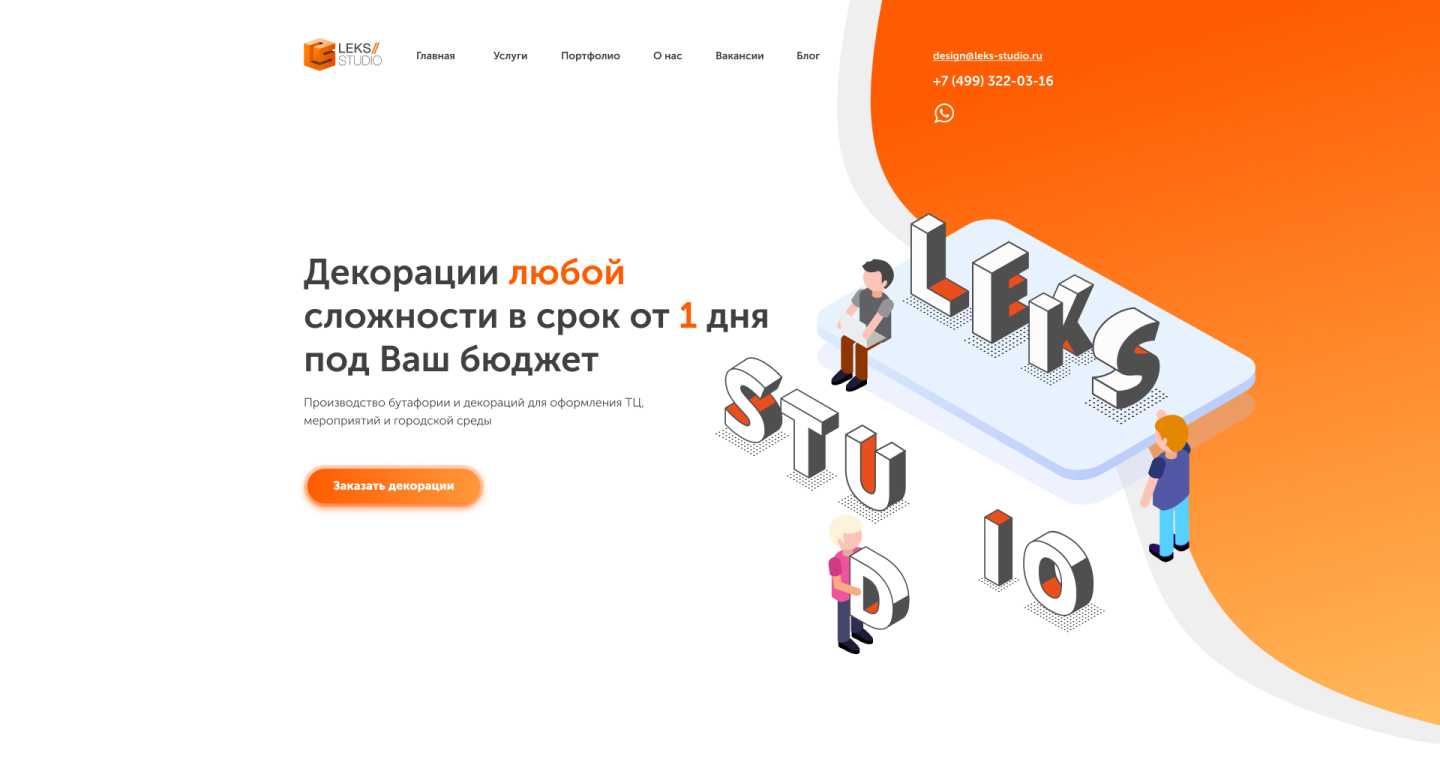 LEKS//
STUDIO
Главная Услуги Портфолио О нас Вакансии Блог
design@leks-studio.ru
+7 (499) 322-03-16
Декорации любой
сложности в срок от 1 дня
под Ваш бюджет
Производство бутафории и декораций для оформления ТЦ,
мероприятий и городской среды
Заказать декорации
LEKS
STUDIO